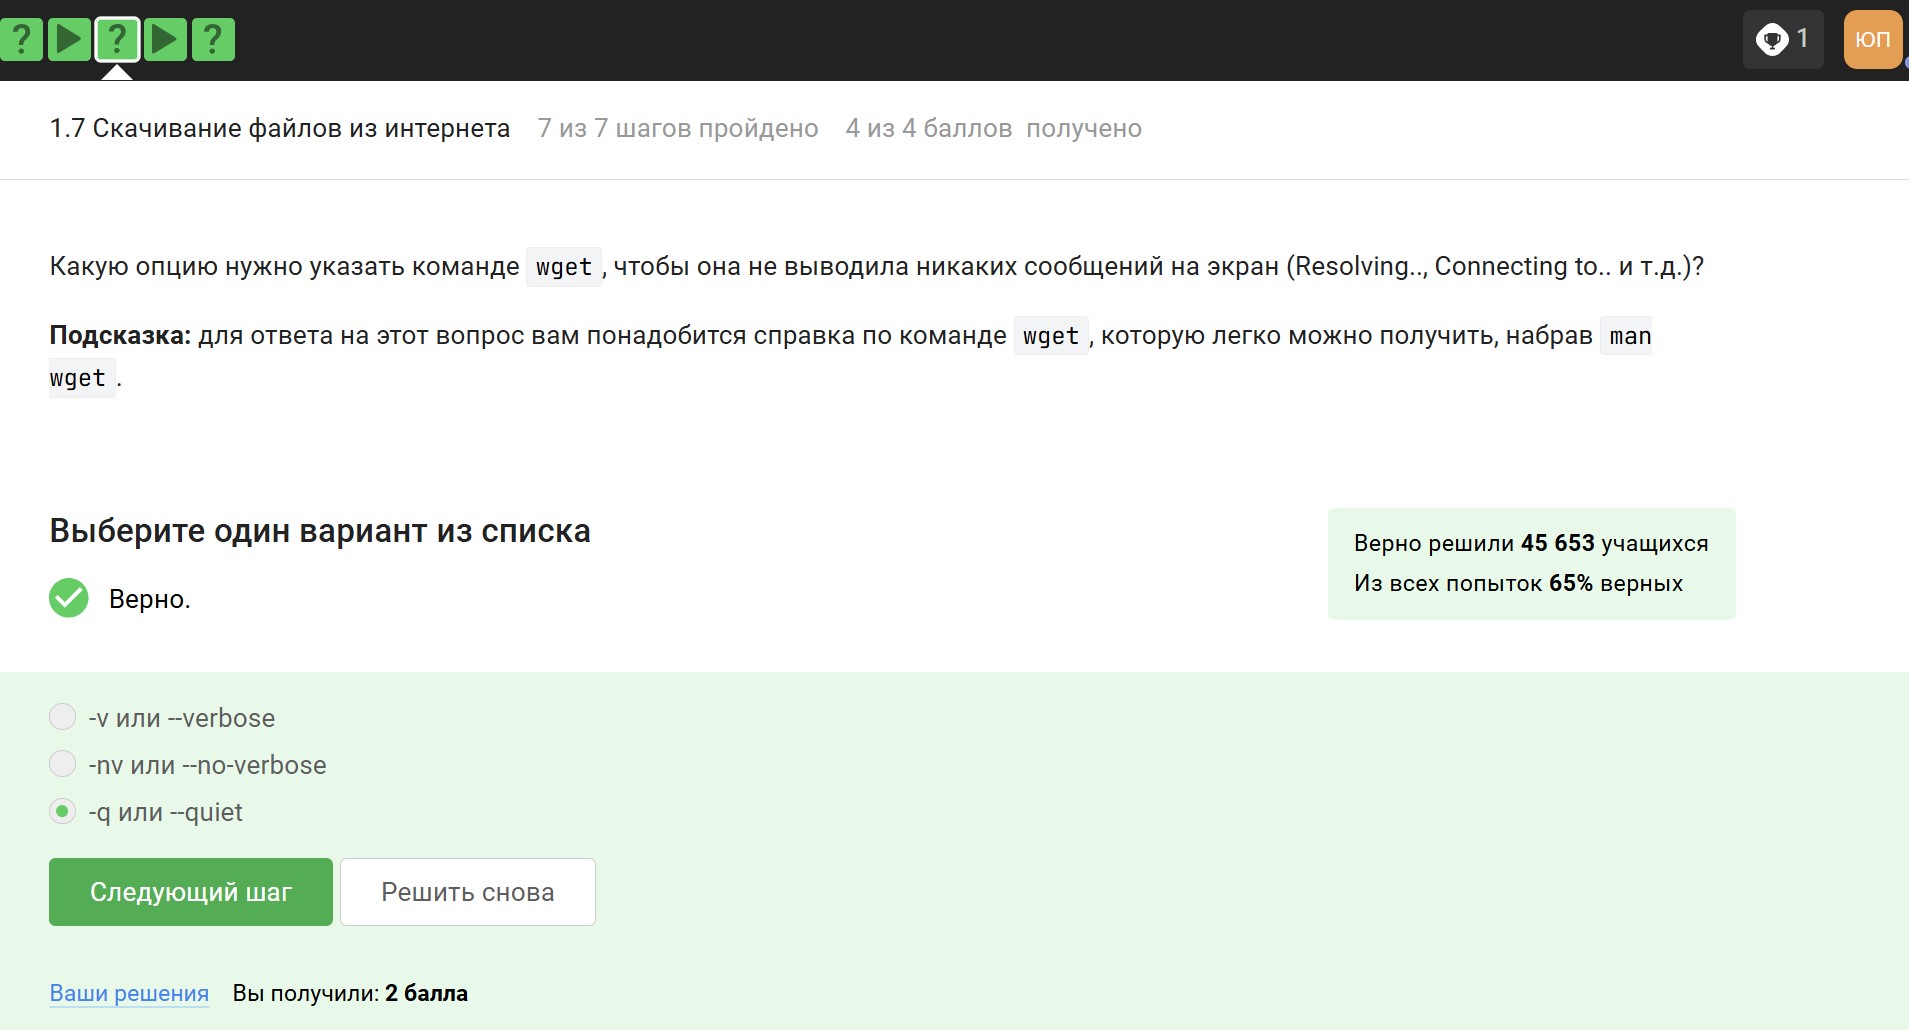 ? ? ? 1 ЮП
1.7 Скачивание файлов из интернета 7 из 7 шагов пройдено 4 из 4 баллов получено
Какую опцию нужно указать команде wget, чтобы она не выводила никаких сообщений на экран (Resolving.., Connecting to.. и т.д.)?
Подсказка: для ответа на этот вопрос вам понадобится справка по команде wget, которую легко можно получить, набрав man
wget.
Выберите один вариант из списка
Верно решили 45 653 учащихся
Из всех попыток 65% верных
Верно.
-v или --verbose
-nv или --no-verbose
-q или --quiet
Следующий шаг Решить снова
Ваши решения Вы получили: 2 балла